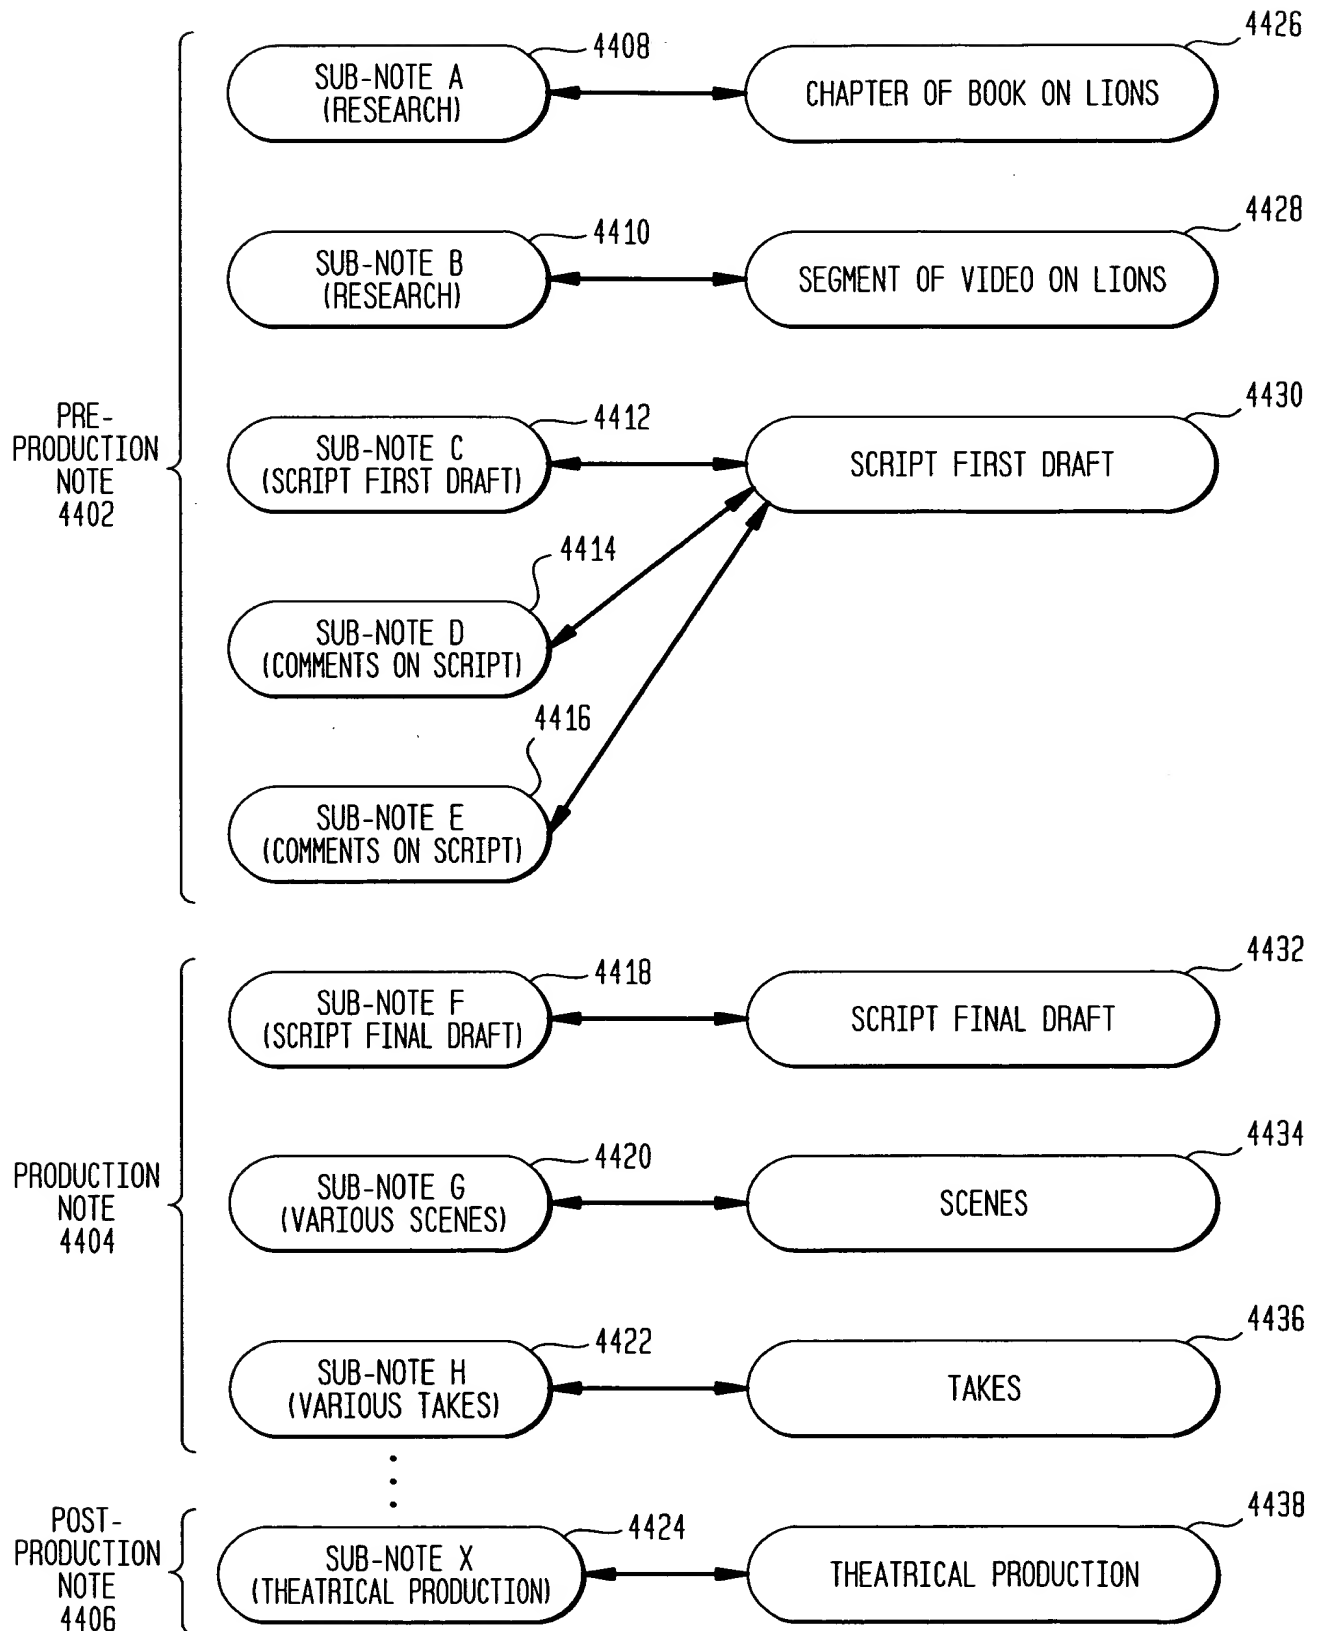 4408
SUB-NOTE A
(RESEARCH)
4426
CHAPTER OF BOOK ON LIONS
4410
SUB-NOTE B
(RESEARCH)
4428
SEGMENT OF VIDEO ON LIONS
PRE-
PRODUCTION
NOTE
4402
4412
SUB-NOTE C
(SCRIPT FIRST DRAFT)
4430
SCRIPT FIRST DRAFT
4414
SUB-NOTE D
(COMMENTS ON SCRIPT)
4416
SUB-NOTE E
(COMMENTS ON SCRIPT)
4418
SUB-NOTE F
(SCRIPT FINAL DRAFT)
4432
SCRIPT FINAL DRAFT
PRODUCTION
NOTE
4404
4420
SUB-NOTE G
(VARIOUS SCENES)
4434
SCENES
4422
SUB-NOTE H
(VARIOUS TAKES)
4436
TAKES
POST-
PRODUCTION
NOTE
4406
4424
SUB-NOTE X
(THEATRICAL PRODUCTION)
4438
THEATRICAL PRODUCTION